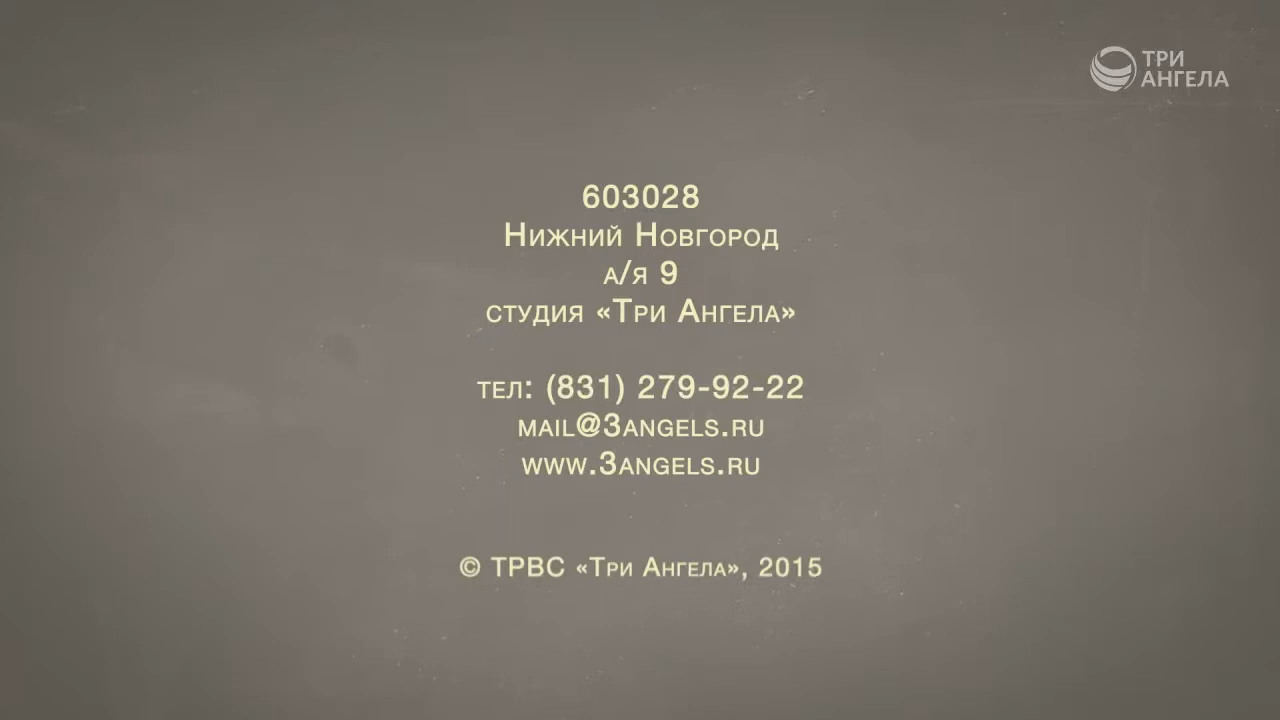 ТРИ
АНГЕЛА
603028
Нижний Новгород
а/я 9
студия «Три Ангела»
тел: (831) 279-92-22
mail@3angels.ru
www.3angels.ru
© ТРВС «Три Ангела», 2015